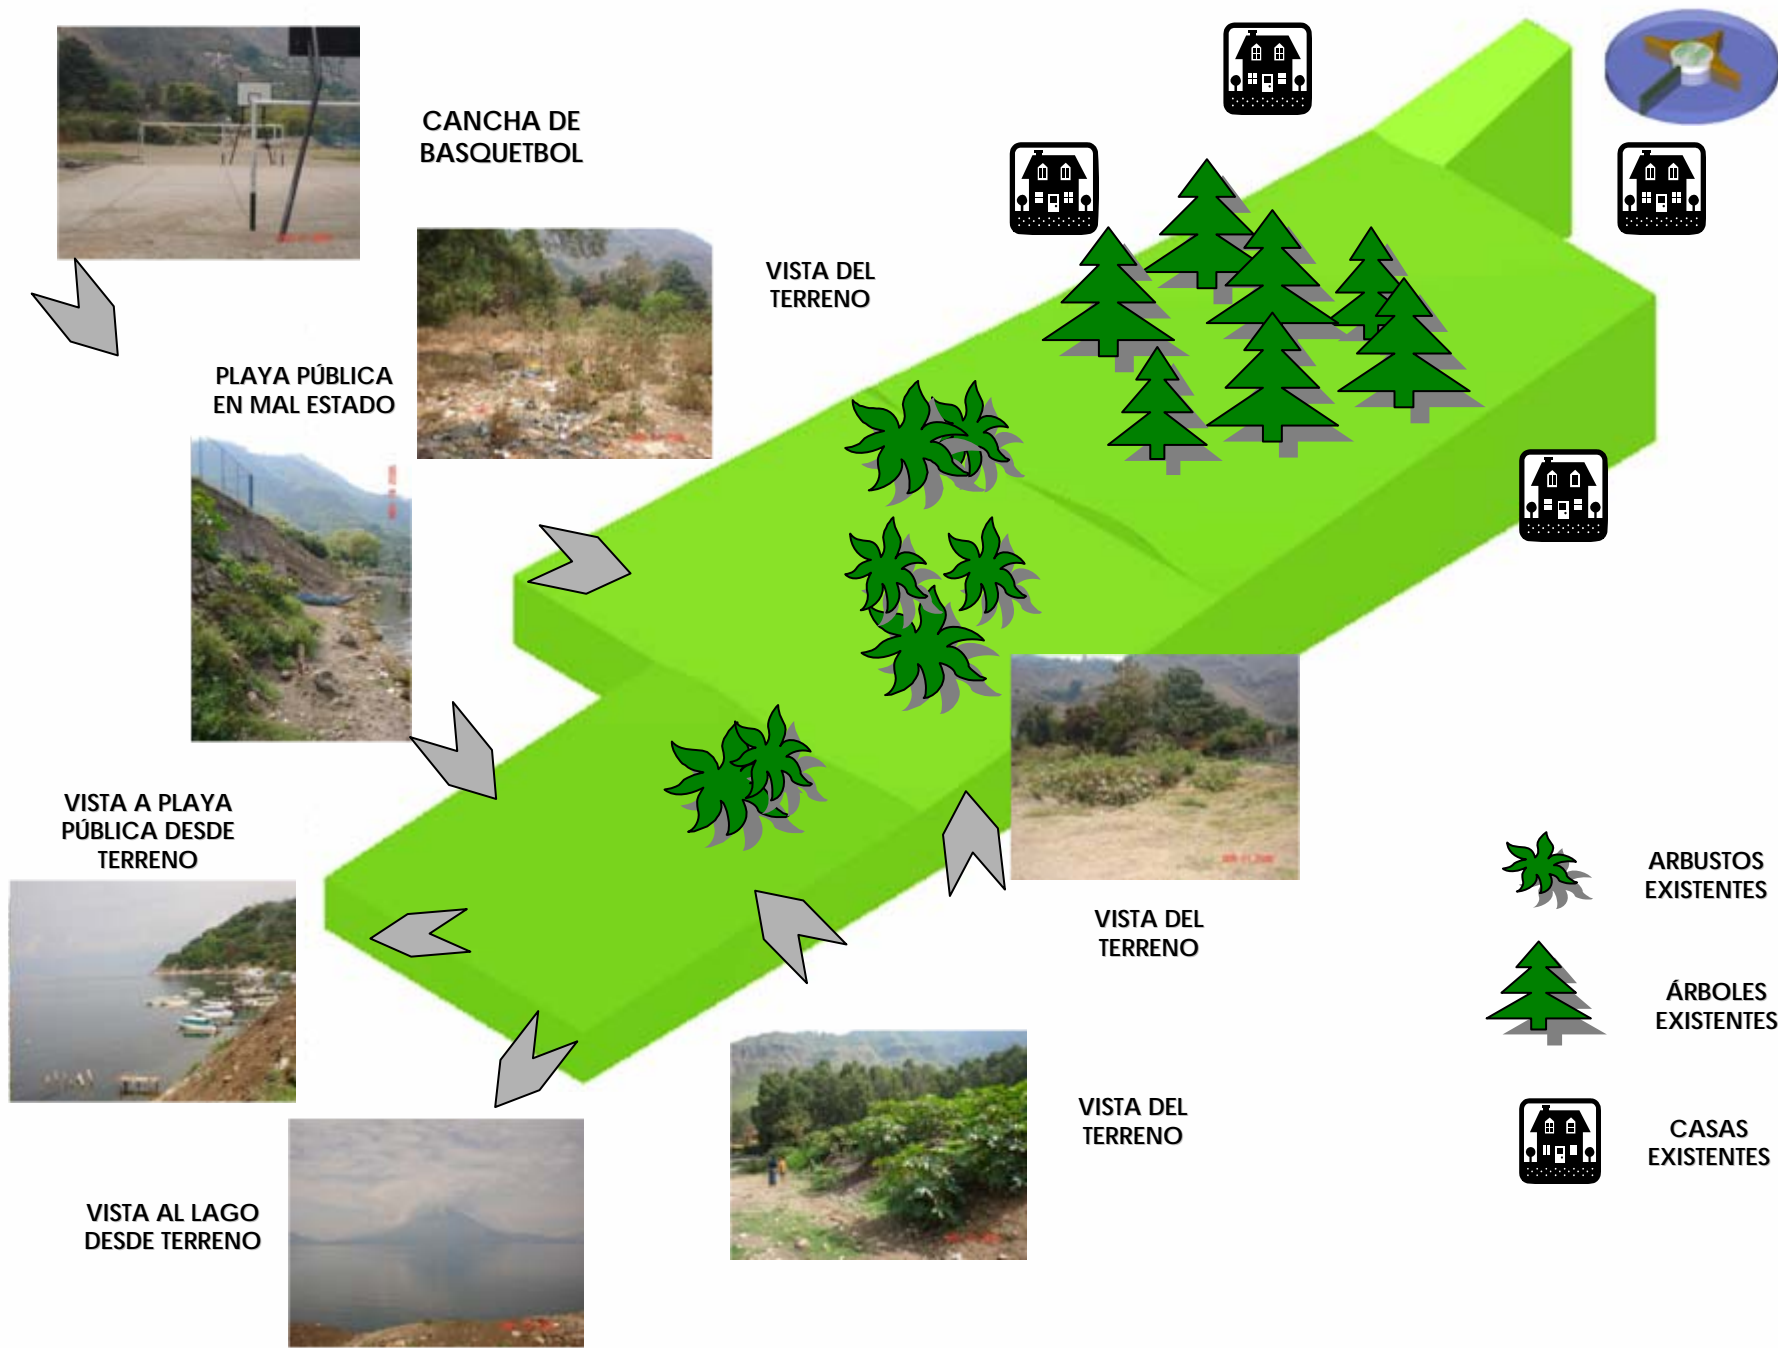 CANCHA DE
BASQUETBOL
VISTA DEL
TERRENO
PLAYA PÚBLICA
EN MAL ESTADO
VISTA A PLAYA
PÚBLICA DESDE
TERRENO
VISTA DEL
TERRENO
ARBUSTOS
EXISTENTES
ÁRBOLES
EXISTENTES
VISTA DEL
TERRENO
CASAS
EXISTENTES
VISTA AL LAGO
DESDE TERRENO